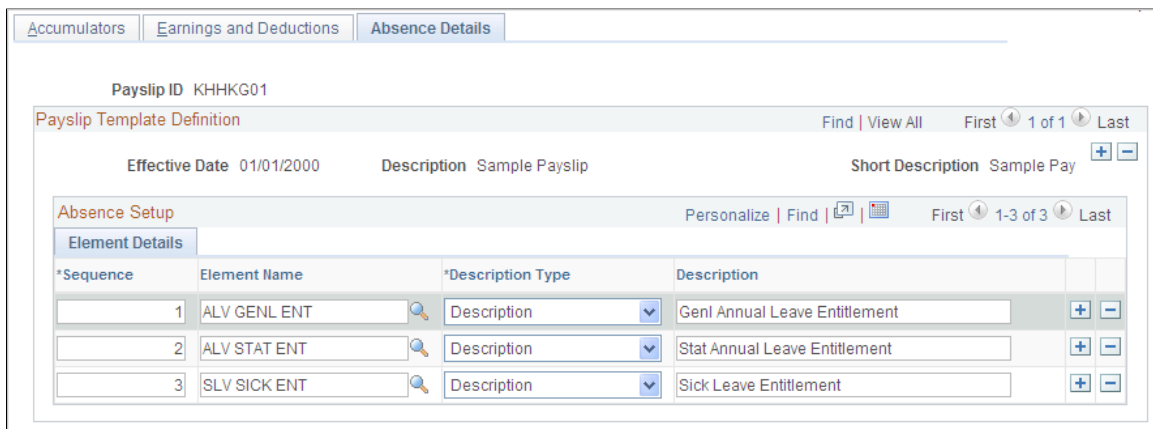 Accumulators Earnings and Deductions Absence Details
Payslip ID KHHKG01
Payslip Template Definition Find | View All First 1 of 1 Last
Effective Date 01/01/2000 Description Sample Payslip Short Description Sample Pay
Absence Setup Personalize | Find | | First 1-3 of 3 Last
Element Details
*Sequence Element Name *Description Type Description
1 ALV GENL ENT Description Genl Annual Leave Entitlement
2 ALV STAT ENT Description Stat Annual Leave Entitlement
3 SLV SICK ENT Description Sick Leave Entitlement